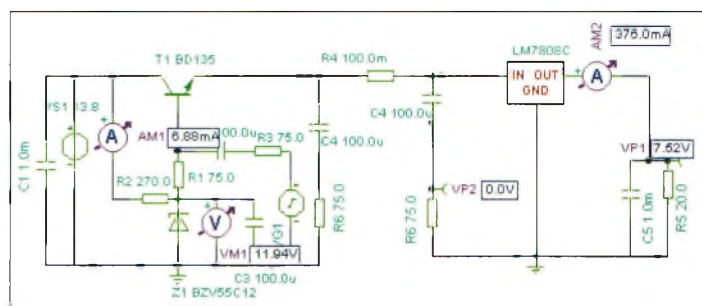 AM2
376.0mA
LM7808C
IN OUT
GND
T1 BD135
R4 100.0m
VS1 13.8
AM1
6.88mA
00.0u
R3 75.0
C4 100.0u
C4 100.0u
VP1
7.52V
C1 1.0m
R2 270.0
R1 75.0
VP2
0.0V
R6 75.0
R6 75.0
C5 1.0m
R5 20.0
A
A
V
VM1
11.94V
VG1
C3 100.0u
Z1 BZV55C12